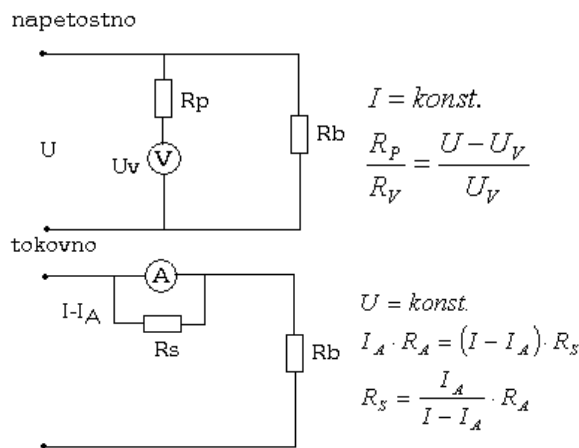 napetostno
Rp
Rb
U
Uv
V
I = konst.
R_P / R_V = (U - U_V) / U_V
tokovno
A
I-I_A
Rs
Rb
U = konst.
I_A · R_A = (I - I_A) · R_S
R_S = I_A / (I - I_A) · R_A